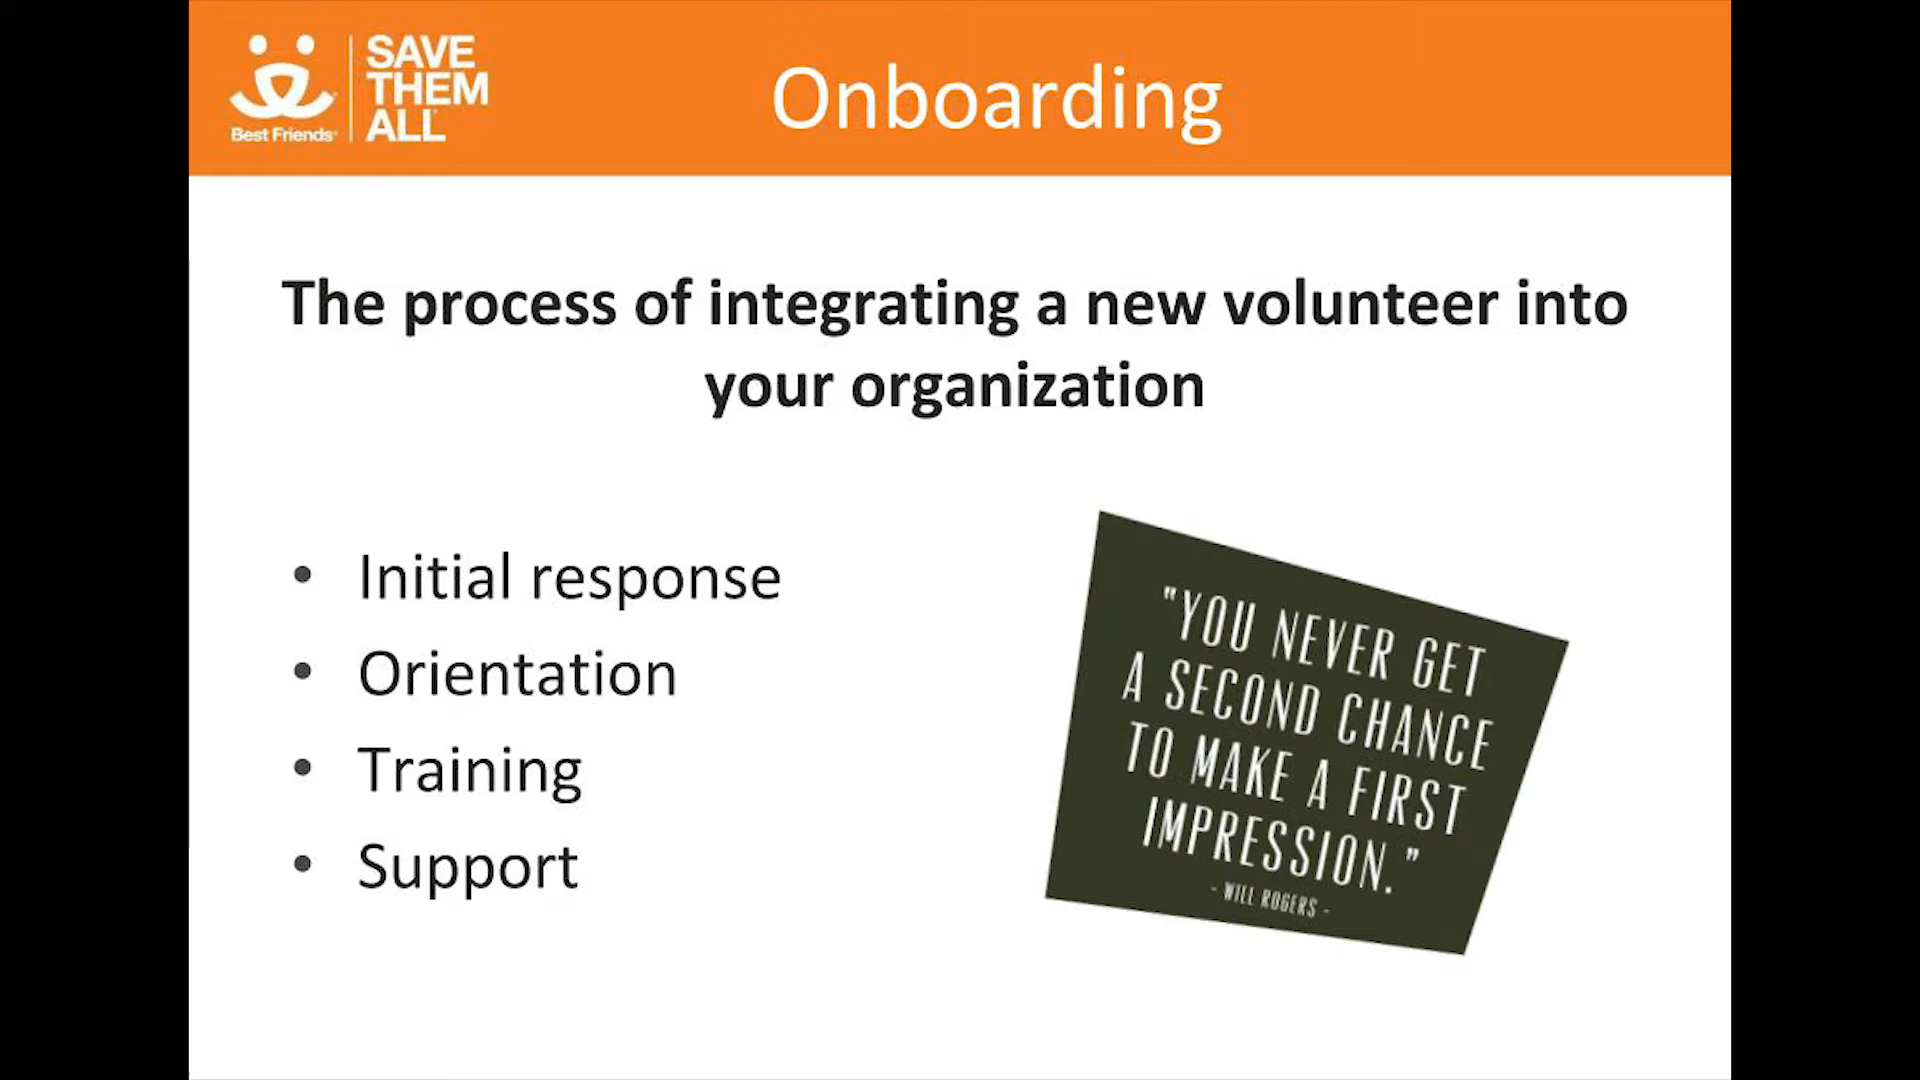 Best Friends
SAVE
THEM
ALL
Onboarding
The process of integrating a new volunteer into
your organization
• Initial response
• Orientation
• Training
• Support
"YOU NEVER GET
A SECOND CHANCE
TO MAKE A FIRST
IMPRESSION."
- WILL ROGERS -